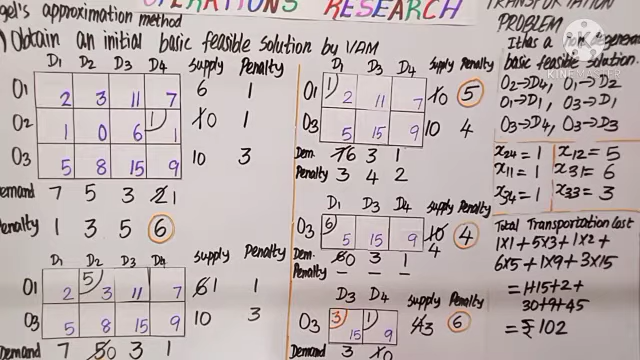 OPERATIONS RESEARCH
gel's approximation method
) Obtain an initial basic feasible solution by VAM
D1 D2 D3 D4 Supply Penalty
O1 2 3 11 7 6 1
O2 1 0 6 1 1 10 1
O3 5 8 15 9 10 3
emand 7 5 3 2 1
enalty 1 3 5 6
D1 D2 D3 D4 Supply Penalty
O1 2 5 3 11 7 6 1 1
O3 5 8 15 9 10 3
Demand 7 5 0 3 1
D1 D3 D4 Supply Penalty
O1 1 2 11 7 10 5
O3 5 15 9 10 4
Dem. 7 6 3 1
Penalty 3 4 2
D1 D3 D4 Supply Penalty
O3 6 5 15 9 10 4 4
Dem. 6 0 3 1
Penalty – – –
D3 D4 Supply Penalty
O3 3 15 1 9 4 3 6
Demand 3 1 0
TRANSPORTATION
PROBLEM
It has a
basic feasible solution.
O2→D4, O1→D2
O1→D1, O3→D1
O3→D4, O3→D3
x24 = 1 x12 = 5
x11 = 1 x31 = 6
x34 = 1 x33 = 3
Total Transportation Cost
1x1 + 5x3 + 1x2 +
6x5 + 1x9 + 3x15
= 1+15+2+
30+9+45
= ₹ 102
KINEMASTER